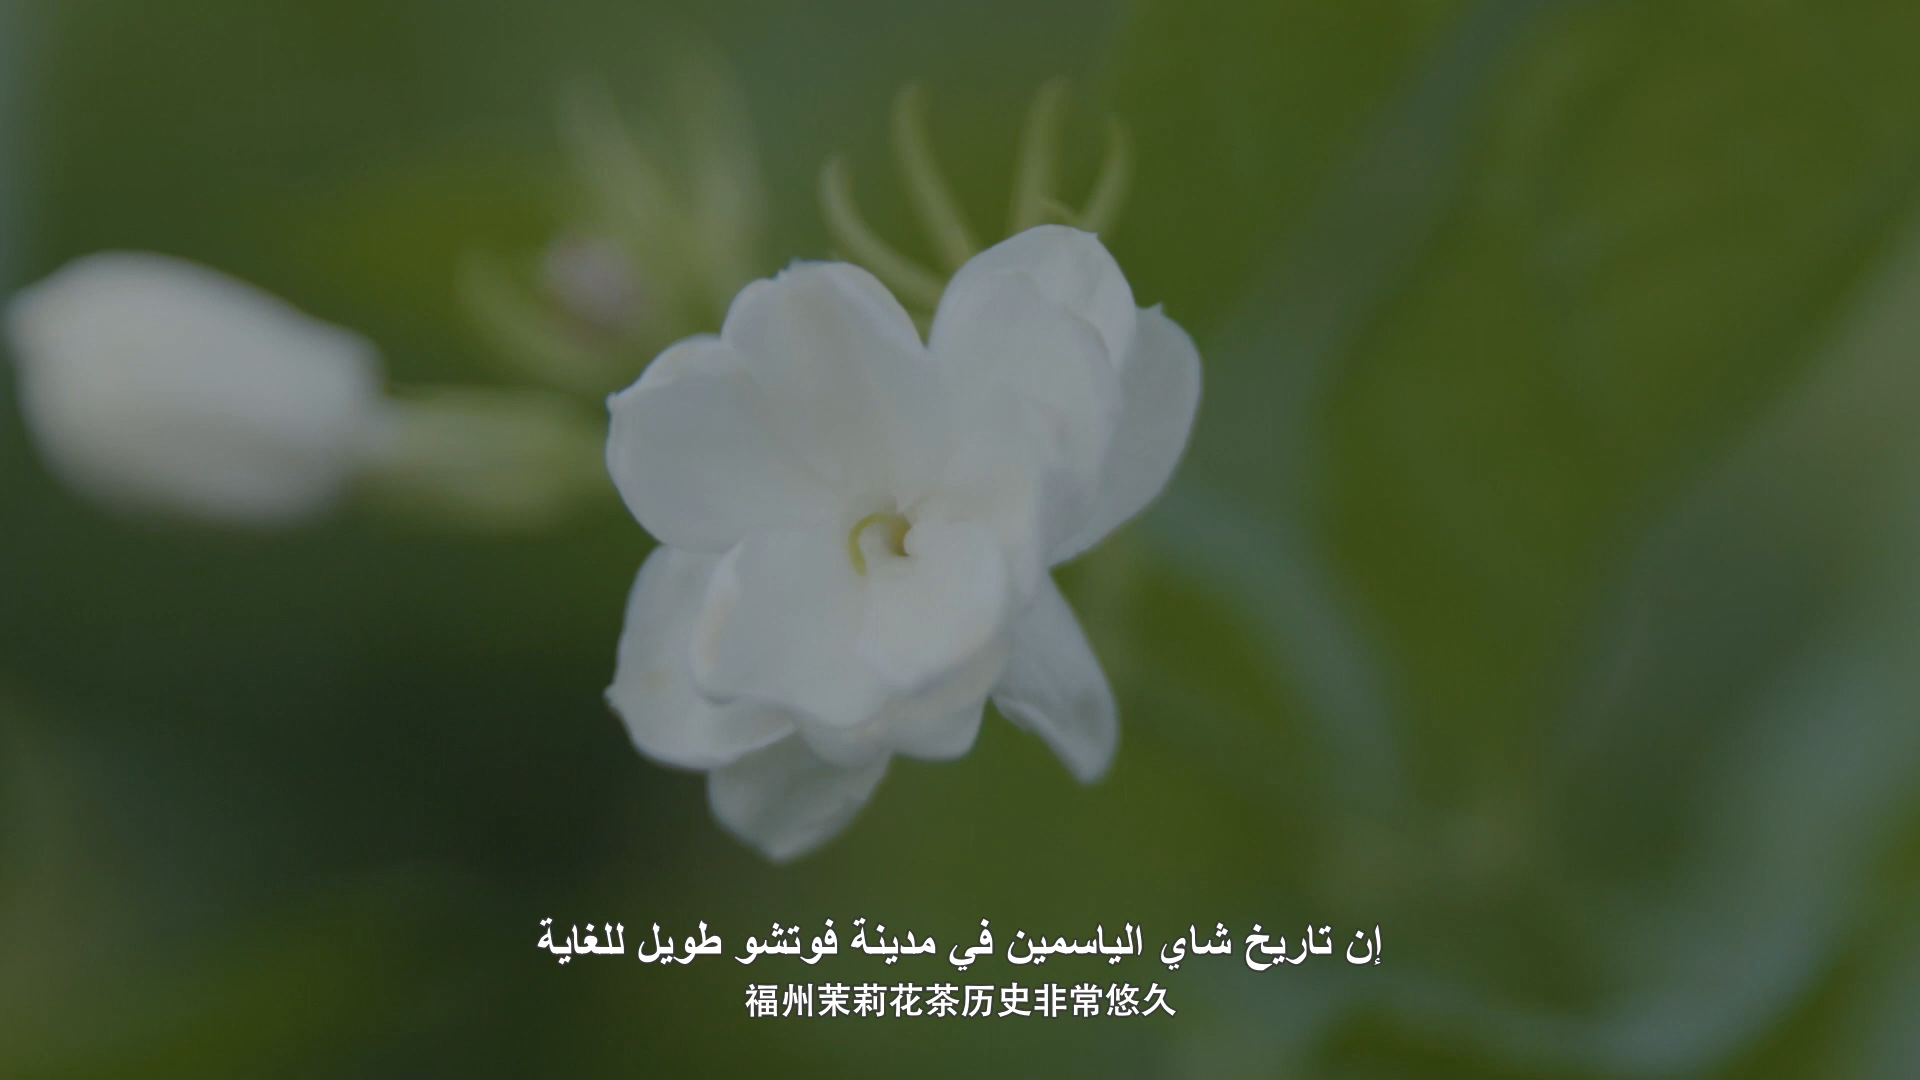 إن تاريخ شاي الياسمين في مدينة فوتشو طويل للغاية
福州茉莉花茶历史非常悠久